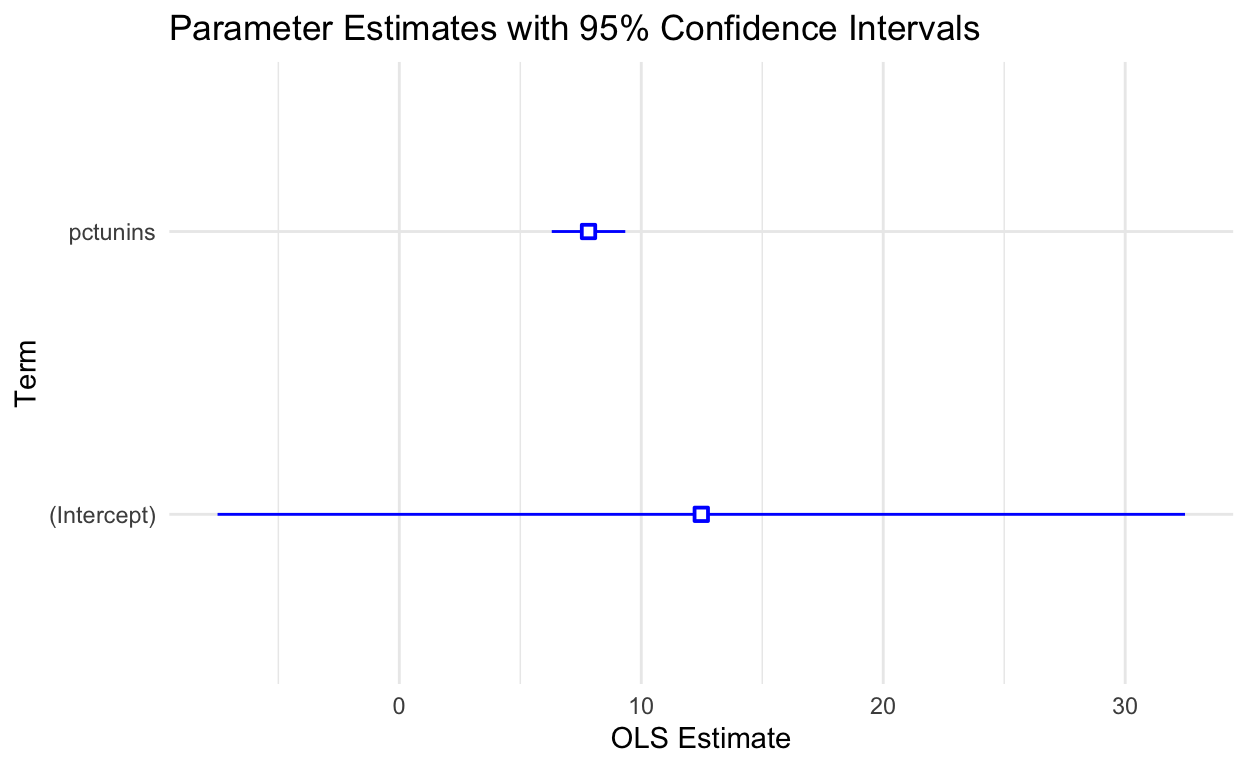 Parameter Estimates with 95% Confidence Intervals
Term
pctunins
(Intercept)
0 10 20 30
OLS Estimate